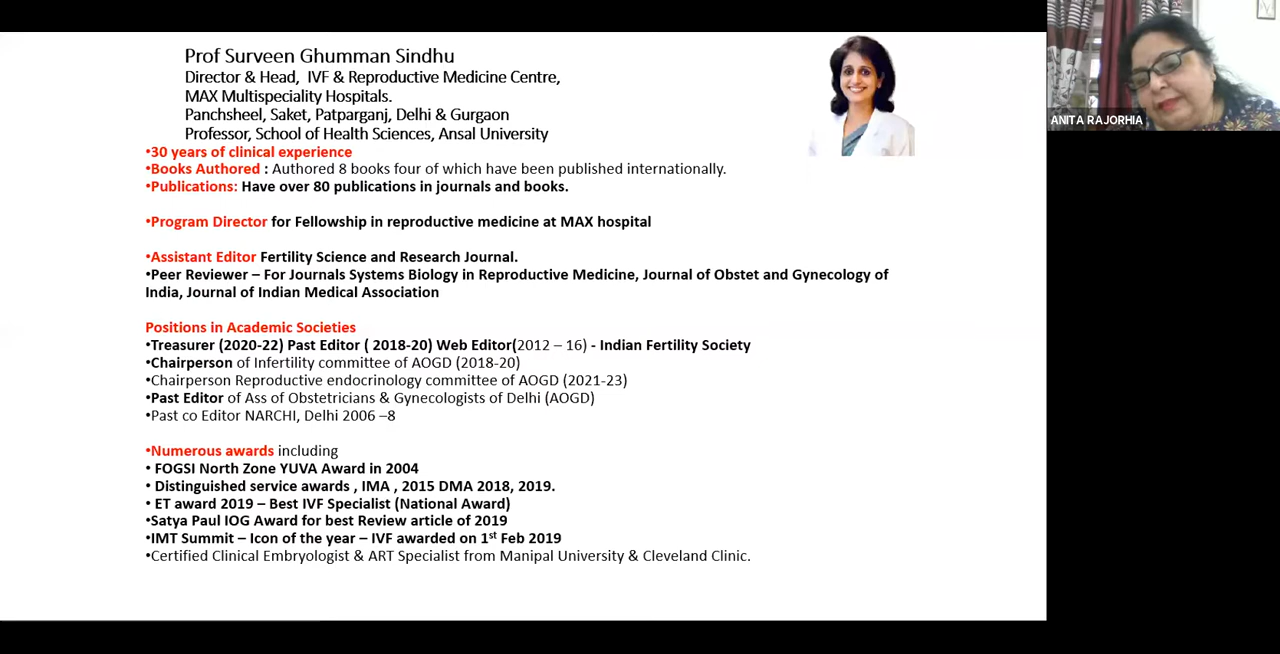 Prof Surveen Ghumman Sindhu
Director & Head, IVF & Reproductive Medicine Centre,
MAX Multispeciality Hospitals.
Panchsheel, Saket, Patparganj, Delhi & Gurgaon
Professor, School of Health Sciences, Ansal University
•30 years of clinical experience
•Books Authored : Authored 8 books four of which have been published internationally.
•Publications: Have over 80 publications in journals and books.
•Program Director for Fellowship in reproductive medicine at MAX hospital
•Assistant Editor Fertility Science and Research Journal.
•Peer Reviewer – For Journals Systems Biology in Reproductive Medicine, Journal of Obstet and Gynecology of
India, Journal of Indian Medical Association
Positions in Academic Societies
•Treasurer (2020-22) Past Editor ( 2018-20) Web Editor(2012 – 16) - Indian Fertility Society
•Chairperson of Infertility committee of AOGD (2018-20)
•Chairperson Reproductive endocrinology committee of AOGD (2021-23)
•Past Editor of Ass of Obstetricians & Gynecologists of Delhi (AOGD)
•Past co Editor NARCHI, Delhi 2006 –8
•Numerous awards including
• FOGSI North Zone YUVA Award in 2004
• Distinguished service awards , IMA , 2015 DMA 2018, 2019.
• ET award 2019 – Best IVF Specialist (National Award)
•Satya Paul IOG Award for best Review article of 2019
•IMT Summit – Icon of the year – IVF awarded on 1st Feb 2019
•Certified Clinical Embryologist & ART Specialist from Manipal University & Cleveland Clinic.
ANITA RAJORHIA